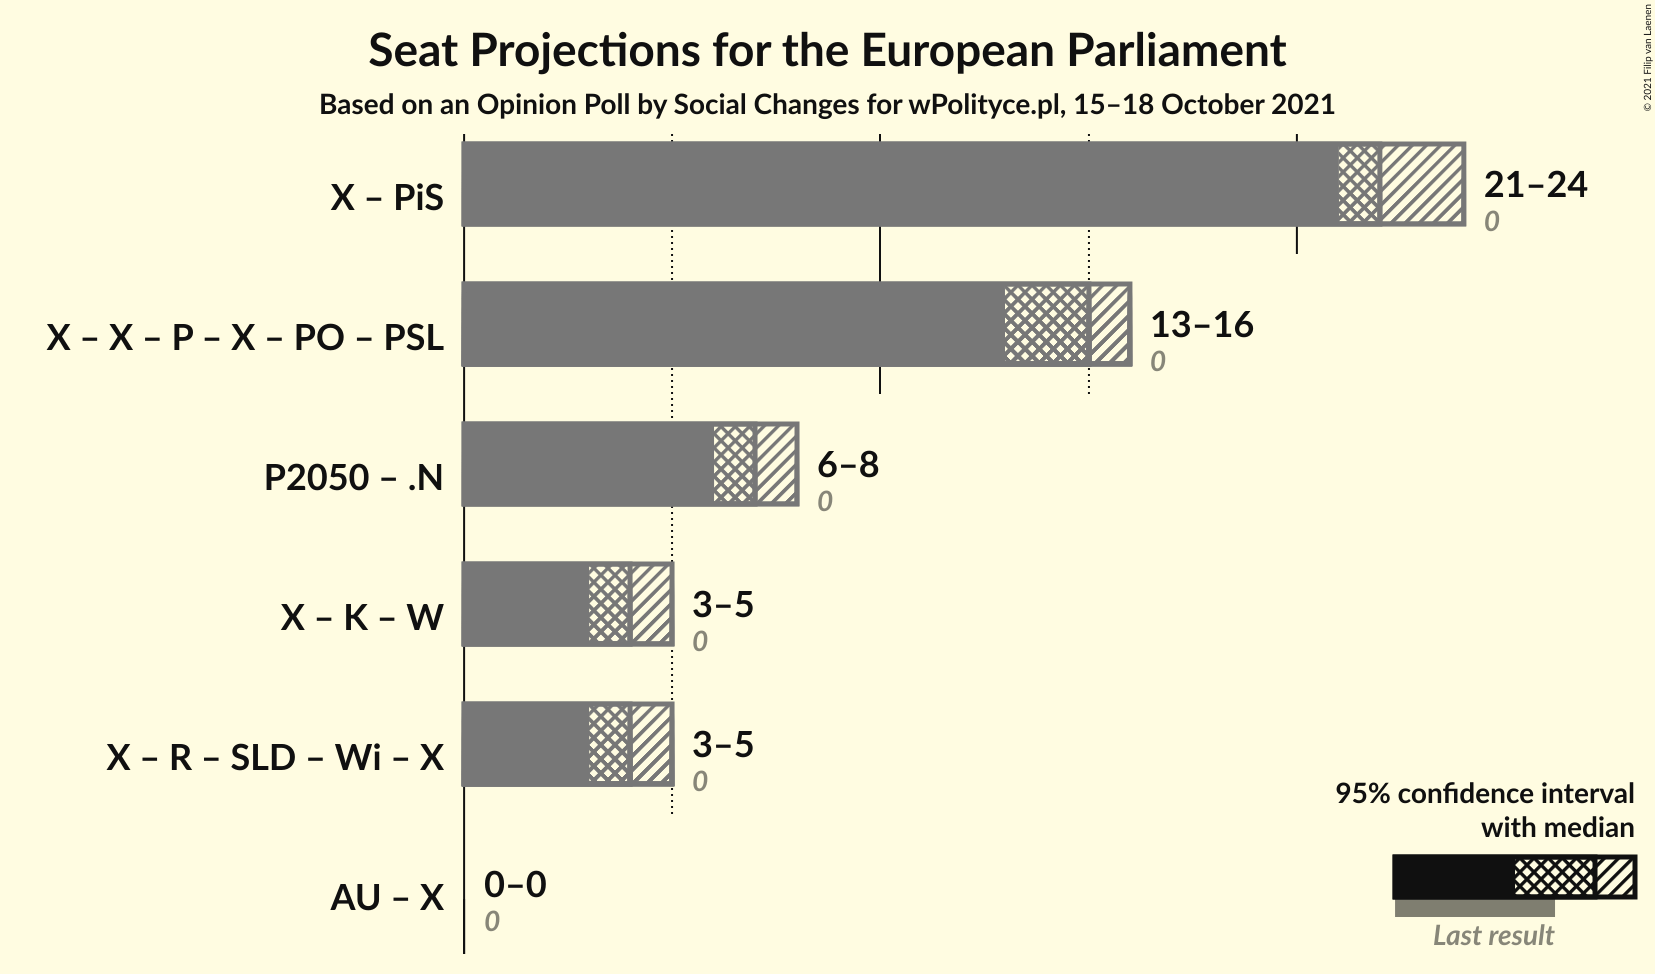 Seat Projections for the European Parliament
Based on an Opinion Poll by Social Changes for wPolityce.pl, 15–18 October 2021
© 2021 Filip van Laenen
X – PiS
21–24
0
X – X – P – X – PO – PSL
13–16
0
P2050 – .N
6–8
0
X – K – W
3–5
0
X – R – SLD – Wi – X
3–5
0
AU – X
0–0
0
95% confidence interval
with median
Last result